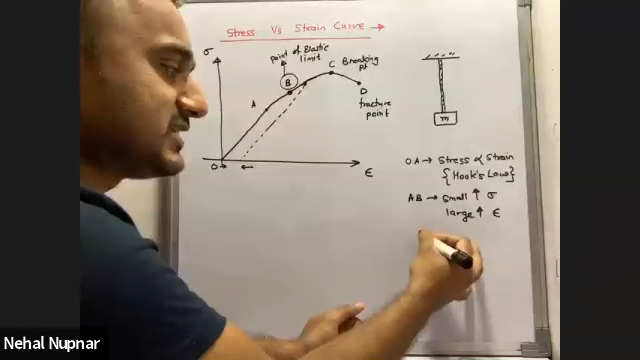 Stress Vs Strain Curve →
σ
point of Elastic
limit
B
C Breaking
pt
A
D
fracture
point
O → ←
ε
m
OA → Stress ∝ Strain
{Hook's Law}
AB → Small ↑ σ
large ↑ ε
Nehal Nupnar